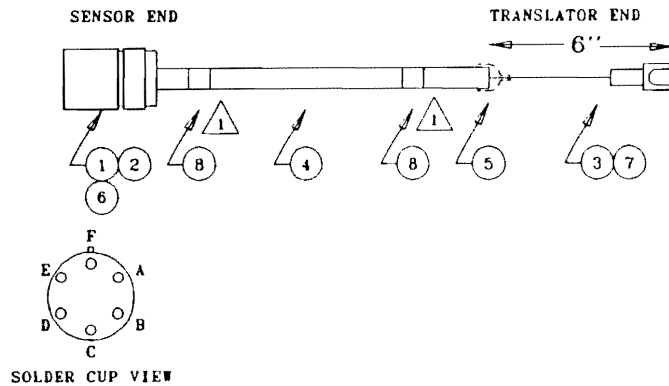 SENSOR END
TRANSLATOR END
6''
1
1
1 2
8
4
8
5
3 7
6
F
E
A
D
B
C
SOLDER CUP VIEW